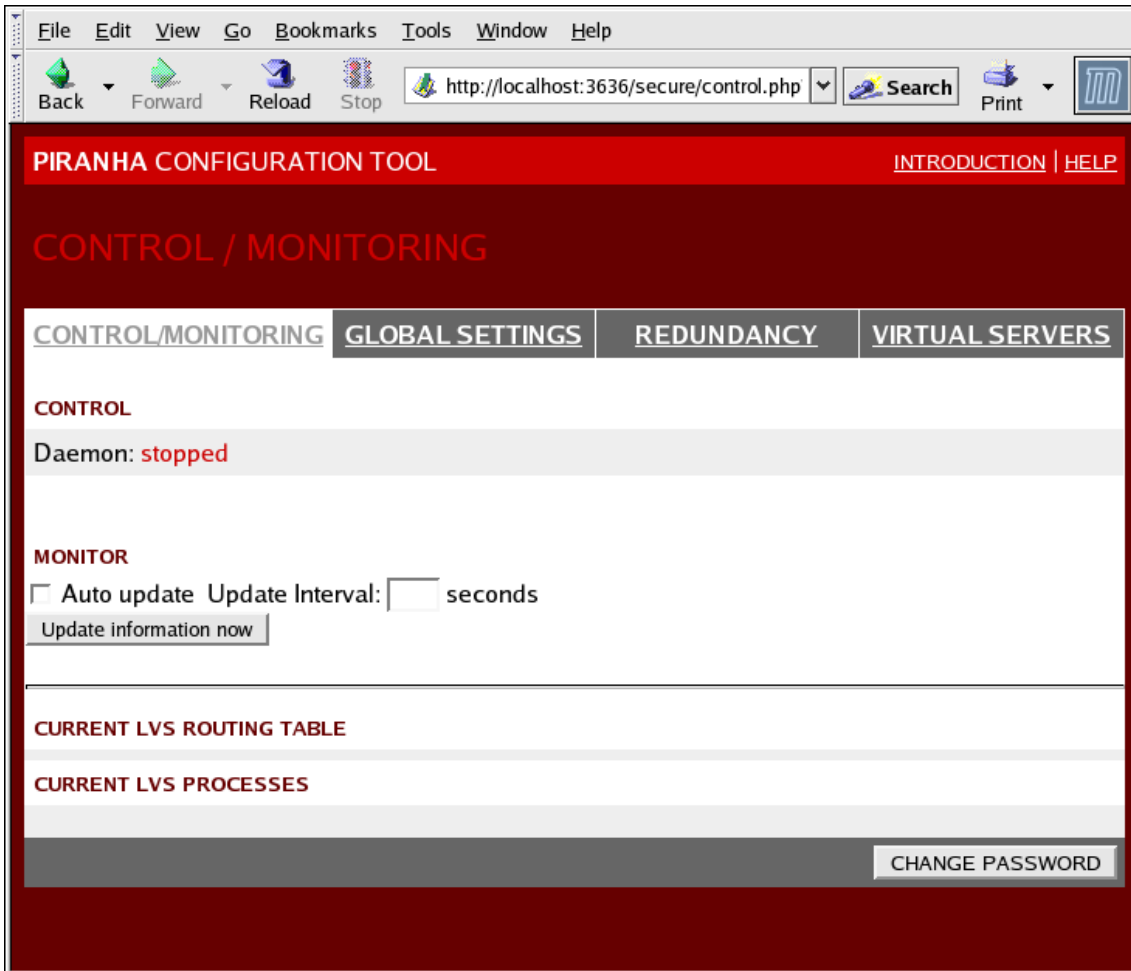 File Edit View Go Bookmarks Tools Window Help
Back Forward Reload Stop http://localhost:3636/secure/control.php Search Print
PIRANHA CONFIGURATION TOOL INTRODUCTION | HELP
CONTROL / MONITORING
CONTROL/MONITORING GLOBAL SETTINGS REDUNDANCY VIRTUAL SERVERS
CONTROL
Daemon: stopped
MONITOR
Auto update Update Interval: seconds
Update information now
CURRENT LVS ROUTING TABLE
CURRENT LVS PROCESSES
CHANGE PASSWORD